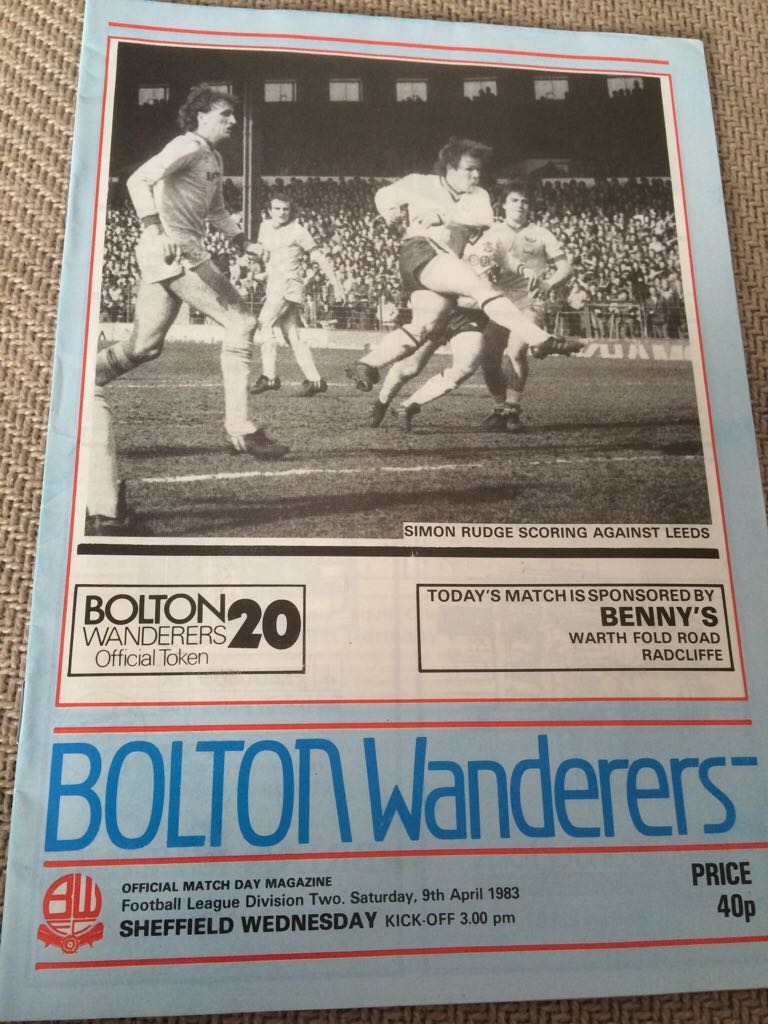 SIMON RUDGE SCORING AGAINST LEEDS
BOLTON
WANDERERS 20
Official Token
TODAY'S MATCH IS SPONSORED BY
BENNY'S
WARTH FOLD ROAD
RADCLIFFE
BOLTON Wanderers
BW
OFFICIAL MATCH DAY MAGAZINE
Football League Division Two. Saturday, 9th April 1983
SHEFFIELD WEDNESDAY KICK-OFF 3.00 pm
PRICE
40p